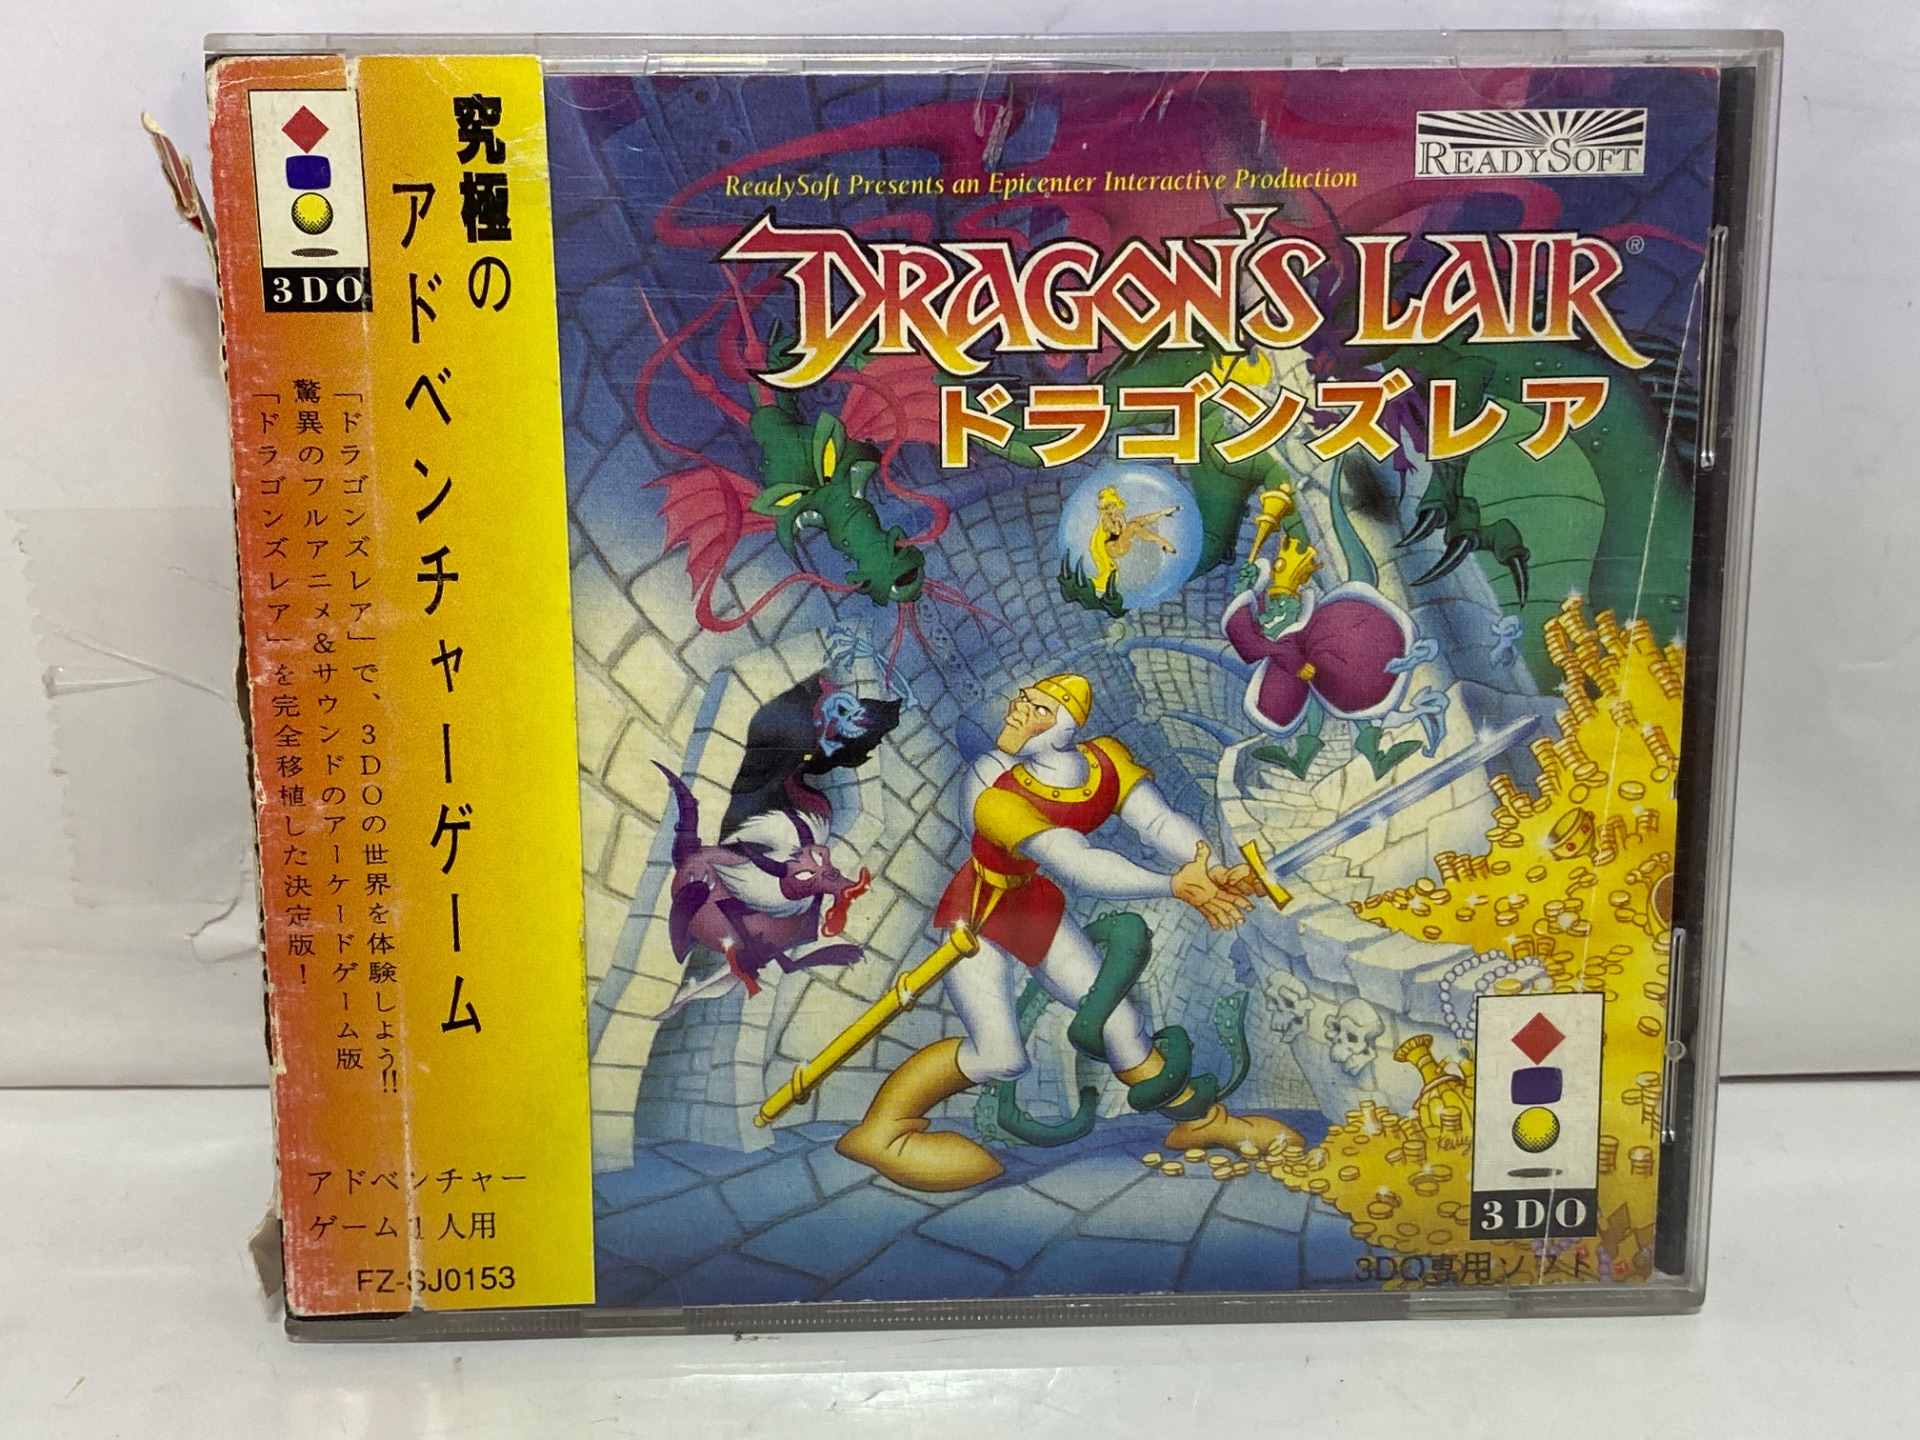 3DO
究極の
アドベンチャーゲーム
「ドラゴンズレア」で、3DOの世界を体験しよう!!
驚異のフルアニメ&サウンドのアーケードゲーム版
「ドラゴンズレア」を完全移植した決定版!
アドベンチャー
ゲーム1人用
FZ-SJ0153
READYSOFT
ReadySoft Presents an Epicenter Interactive Production
DRAGON'S LAIR®
ドラゴンズレア
3DO
3DO専用ソフト